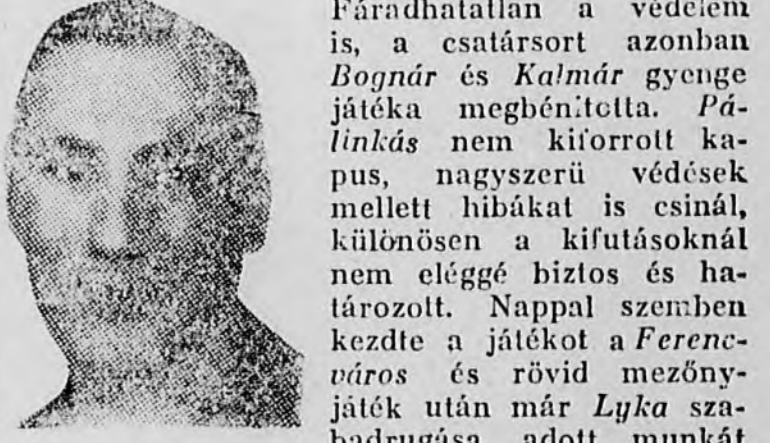 Fáradhatatlan a védelem
is, a csatársort azonban
Bognár és Kalmár gyenge
játéka megbénitotta. Pá-
linkás nem kiforrott ka-
pus, nagyszerü védések
mellett hibákat is csinál,
különösen a kifutásoknál
nem eléggé biztos és ha-
tározott. Nappal szemben
kezdte a játékot a Ferenc-
város és rövid mezőny-
játék után már Lyka sza-
badrugása adott munkát